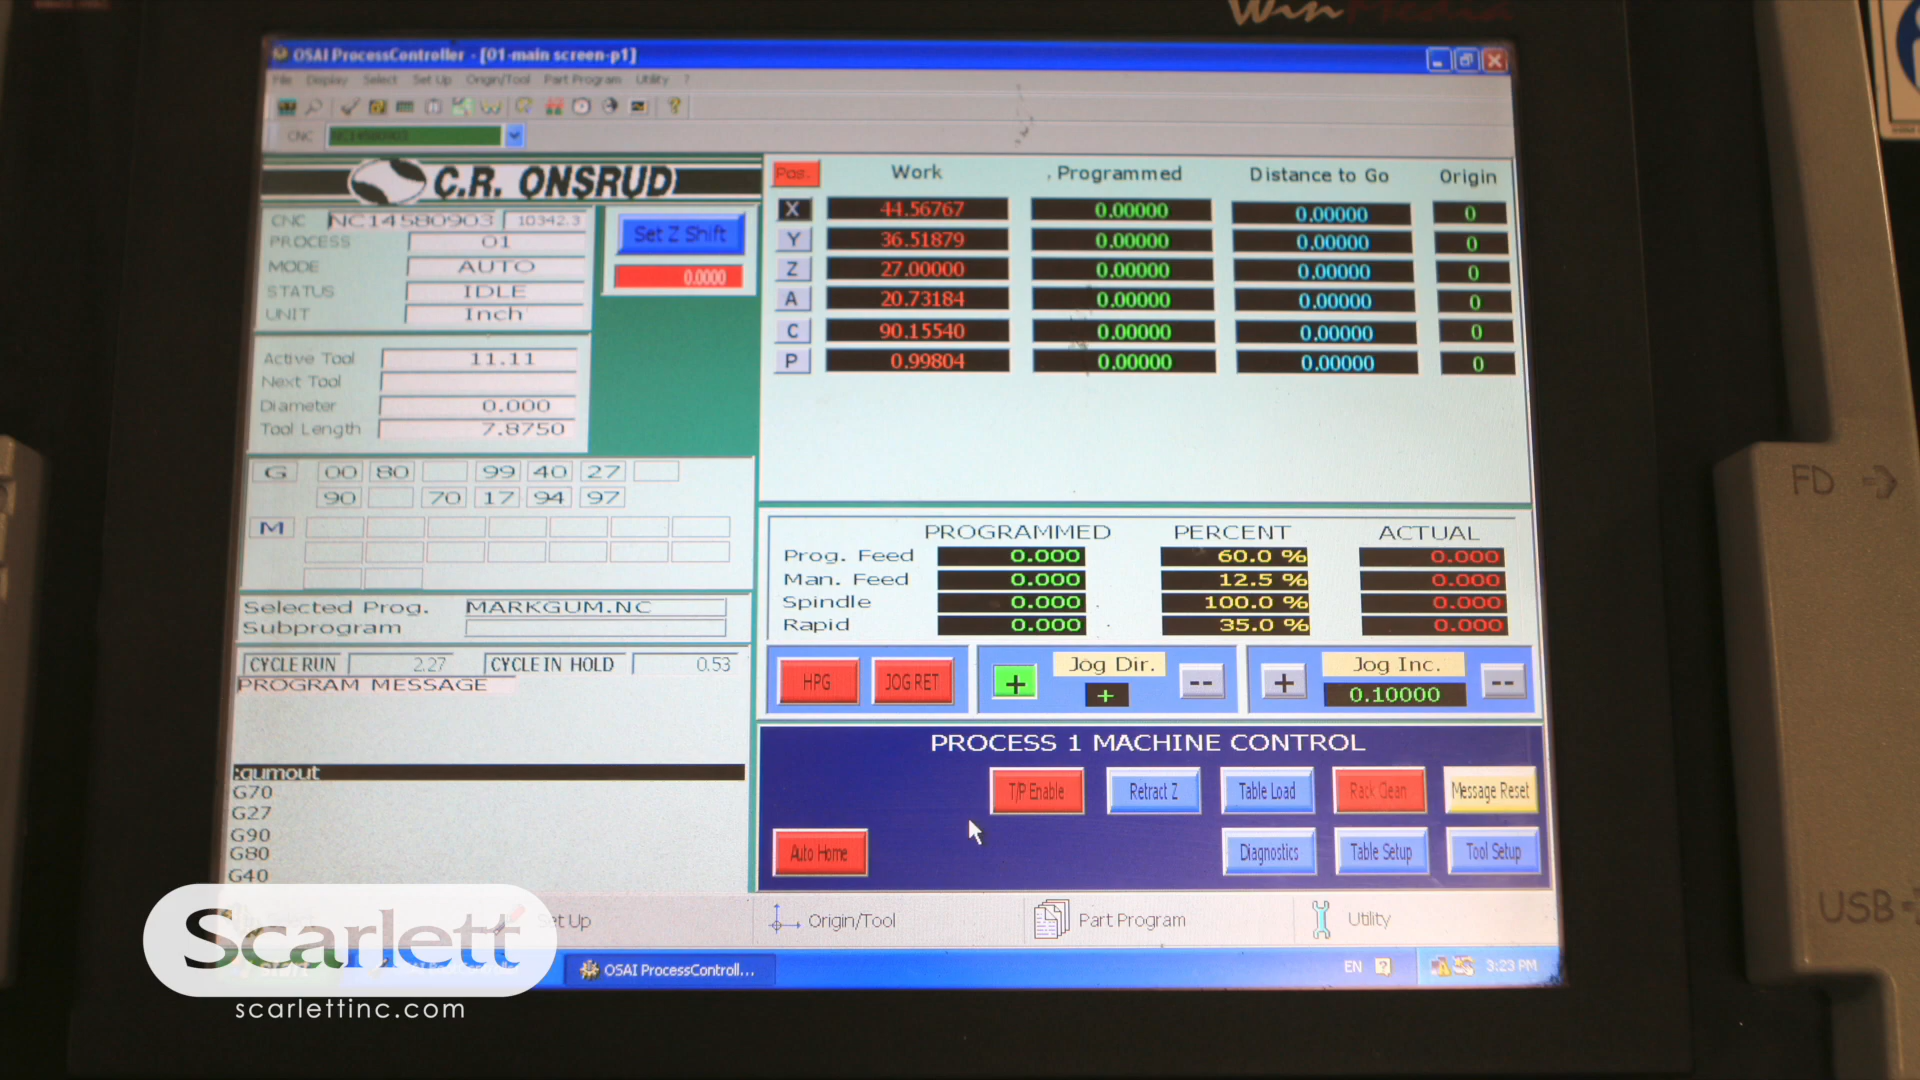 WinMedia
OSAI ProcessController - [01-main screen-p1]
File Display Select Set Up Origin/Tool Part Program Utility ?
CNC NC14580903
C.R. ONSRUD
CNC NC14580903 10342.3
PROCESS 01
MODE AUTO
STATUS IDLE
UNIT Inch
Set Z Shift
0.0000
Active Tool 11.11
Next Tool
Diameter 0.000
Tool Length 7.8750
G 00 80 99 40 27
90 70 17 94 97
M
Selected Prog. MARKGUM.NC
Subprogram
CYCLE RUN 2.27 CYCLE IN HOLD 0.53
PROGRAM MESSAGE
:gumout
G70
G27
G90
G80
G40
Pos. Work Programmed Distance to Go Origin
X 44.56767 0.00000 0.00000 0
Y 36.51879 0.00000 0.00000 0
Z 27.00000 0.00000 0.00000 0
A 20.73184 0.00000 0.00000 0
C 90.15540 0.00000 0.00000 0
P 0.99804 0.00000 0.00000 0
PROGRAMMED PERCENT ACTUAL
Prog. Feed 0.000 60.0 % 0.000
Man. Feed 0.000 12.5 % 0.000
Spindle 0.000 100.0 % 0.000
Rapid 0.000 35.0 % 0.000
HPG JOG RET + Jog Dir. + -- + Jog Inc. 0.10000 --
PROCESS 1 MACHINE CONTROL
T/P Enable Retract Z Table Load Rack Clean Message Reset
Auto Home Diagnostics Table Setup Tool Setup
Set Up Origin/Tool Part Program Utility
start OSAI ProcessControll... EN 3:23 PM
FD
USB
Scarlett
scarlettinc.com